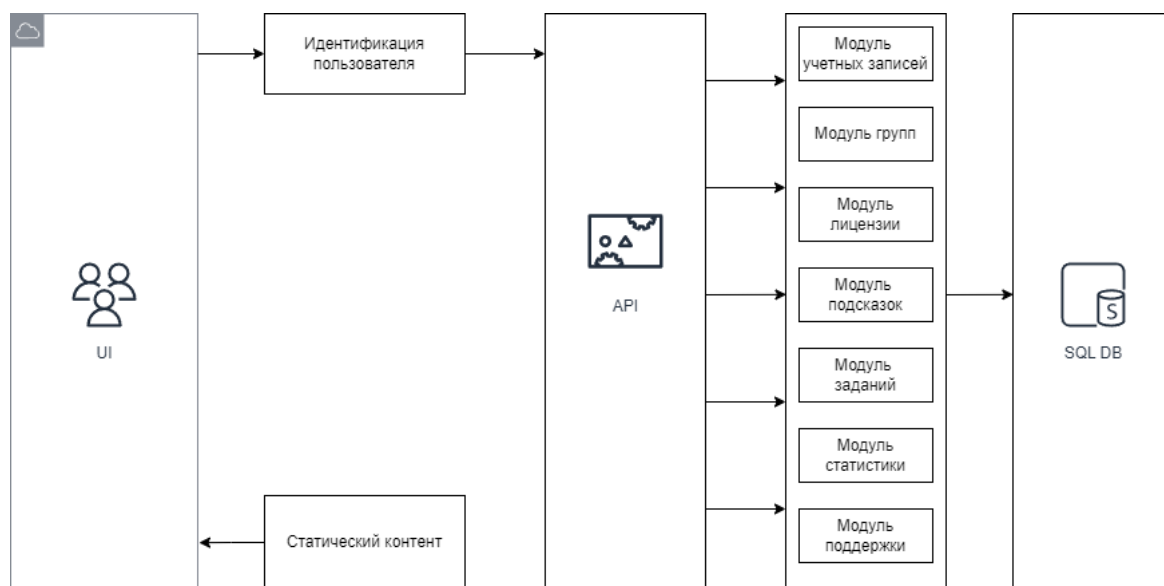 Идентификация
пользователя
Модуль
учетных записей
Модуль групп
Модуль
лицензии
API
Модуль
подсказок
UI
SQL DB
Модуль
заданий
Модуль
статистики
Статический контент
Модуль
поддержки